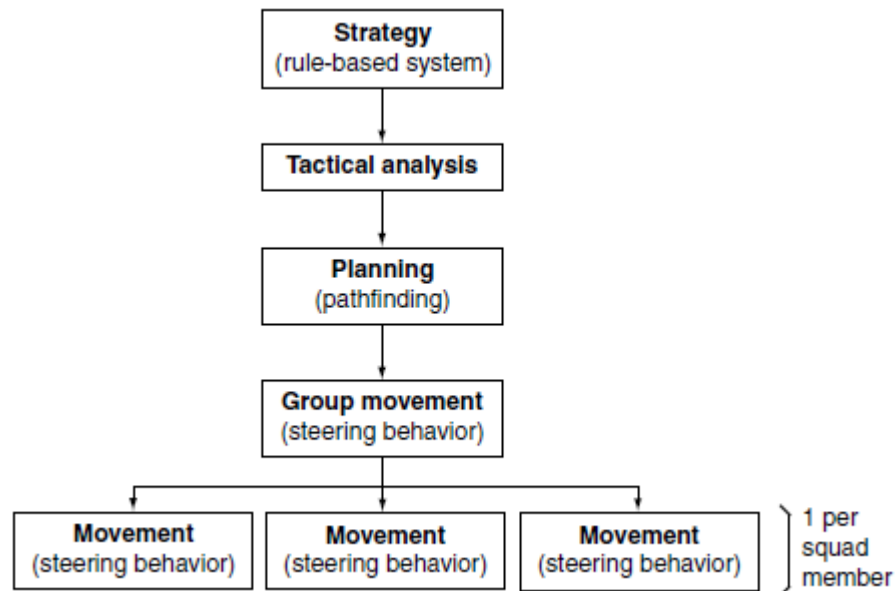 Strategy
(rule-based system)
Tactical analysis
Planning
(pathfinding)
Group movement
(steering behavior)
Movement
(steering behavior)
Movement
(steering behavior)
Movement
(steering behavior)
1 per
squad
member